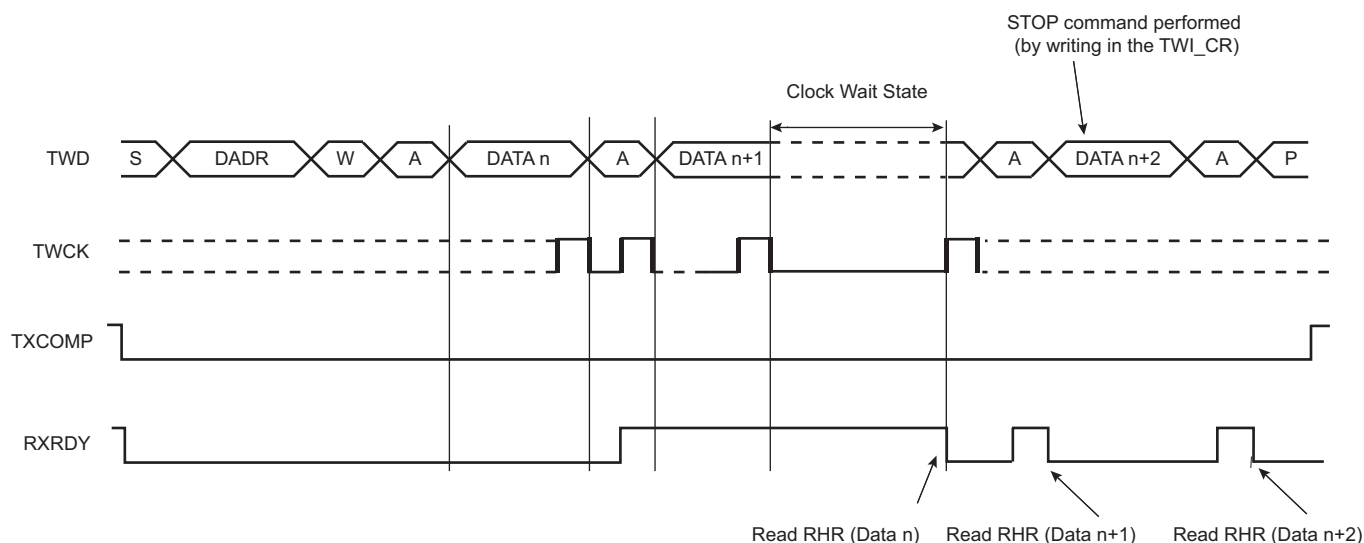 STOP command performed
(by writing in the TWI_CR)
Clock Wait State
TWD S DADR W A DATA n A DATA n+1 A DATA n+2 A P
TWCK
TXCOMP
RXRDY
Read RHR (Data n) Read RHR (Data n+1) Read RHR (Data n+2)